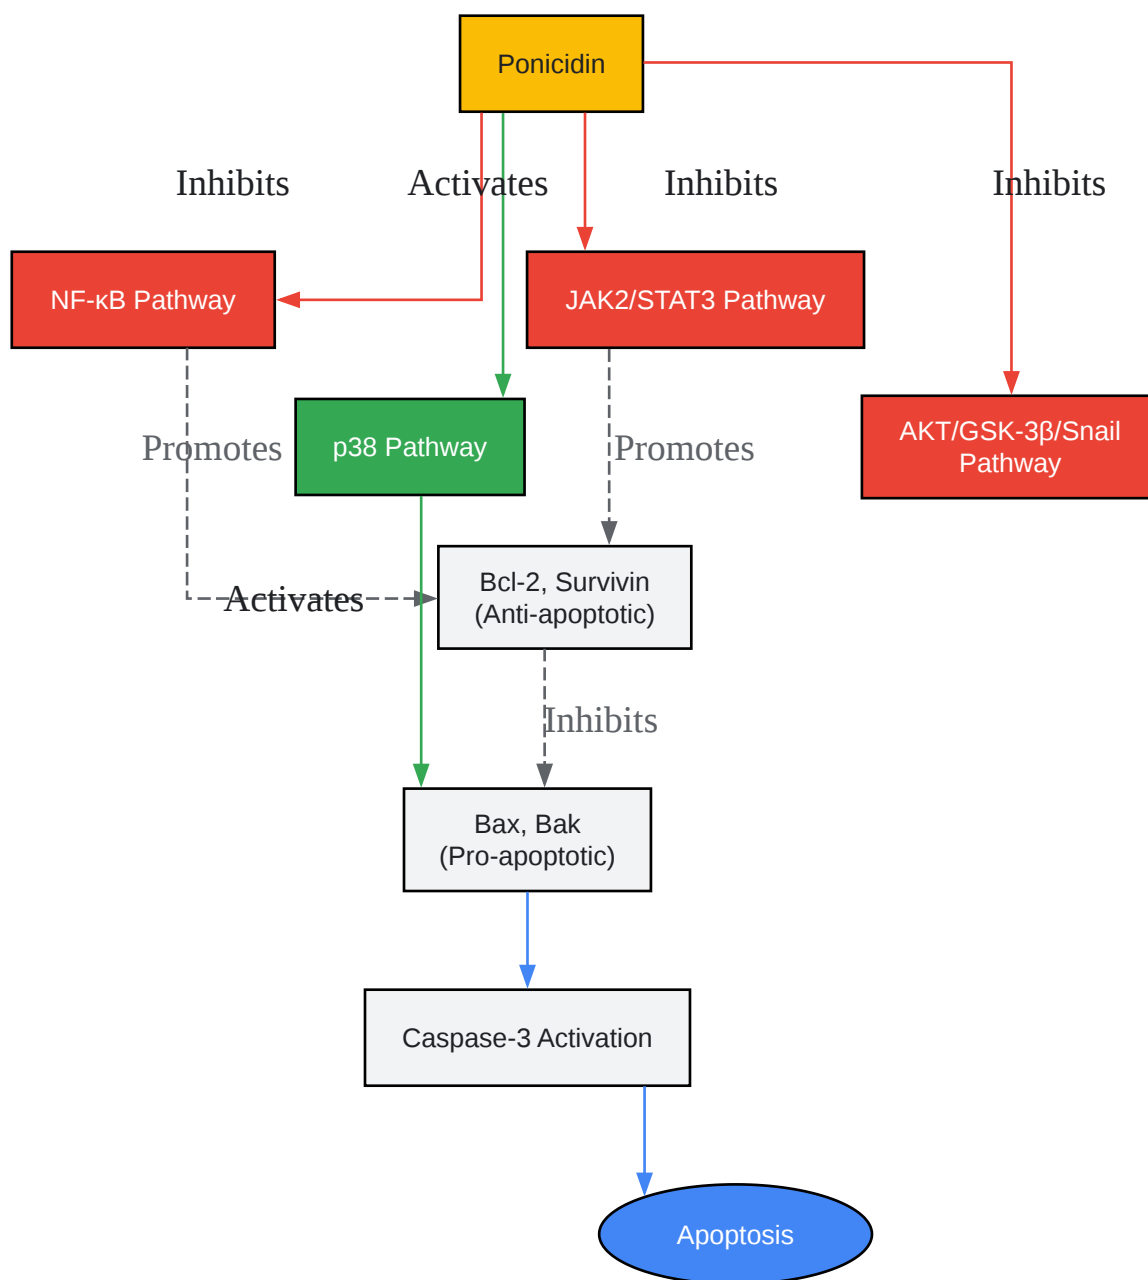 Ponicidin
Inhibits
Activates
Inhibits
Inhibits
NF-κB Pathway
JAK2/STAT3 Pathway
AKT/GSK-3β/Snail
Pathway
Promotes
p38 Pathway
Promotes
Bcl-2, Survivin
(Anti-apoptotic)
Activates
Inhibits
Bax, Bak
(Pro-apoptotic)
Caspase-3 Activation
Apoptosis